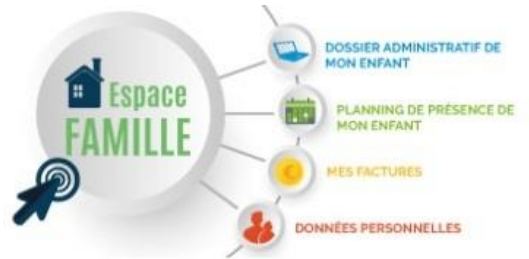 Espace
FAMILLE
DOSSIER ADMINISTRATIF DE
MON ENFANT
PLANNING DE PRÉSENCE DE
MON ENFANT
MES FACTURES
DONNÉES PERSONNELLES